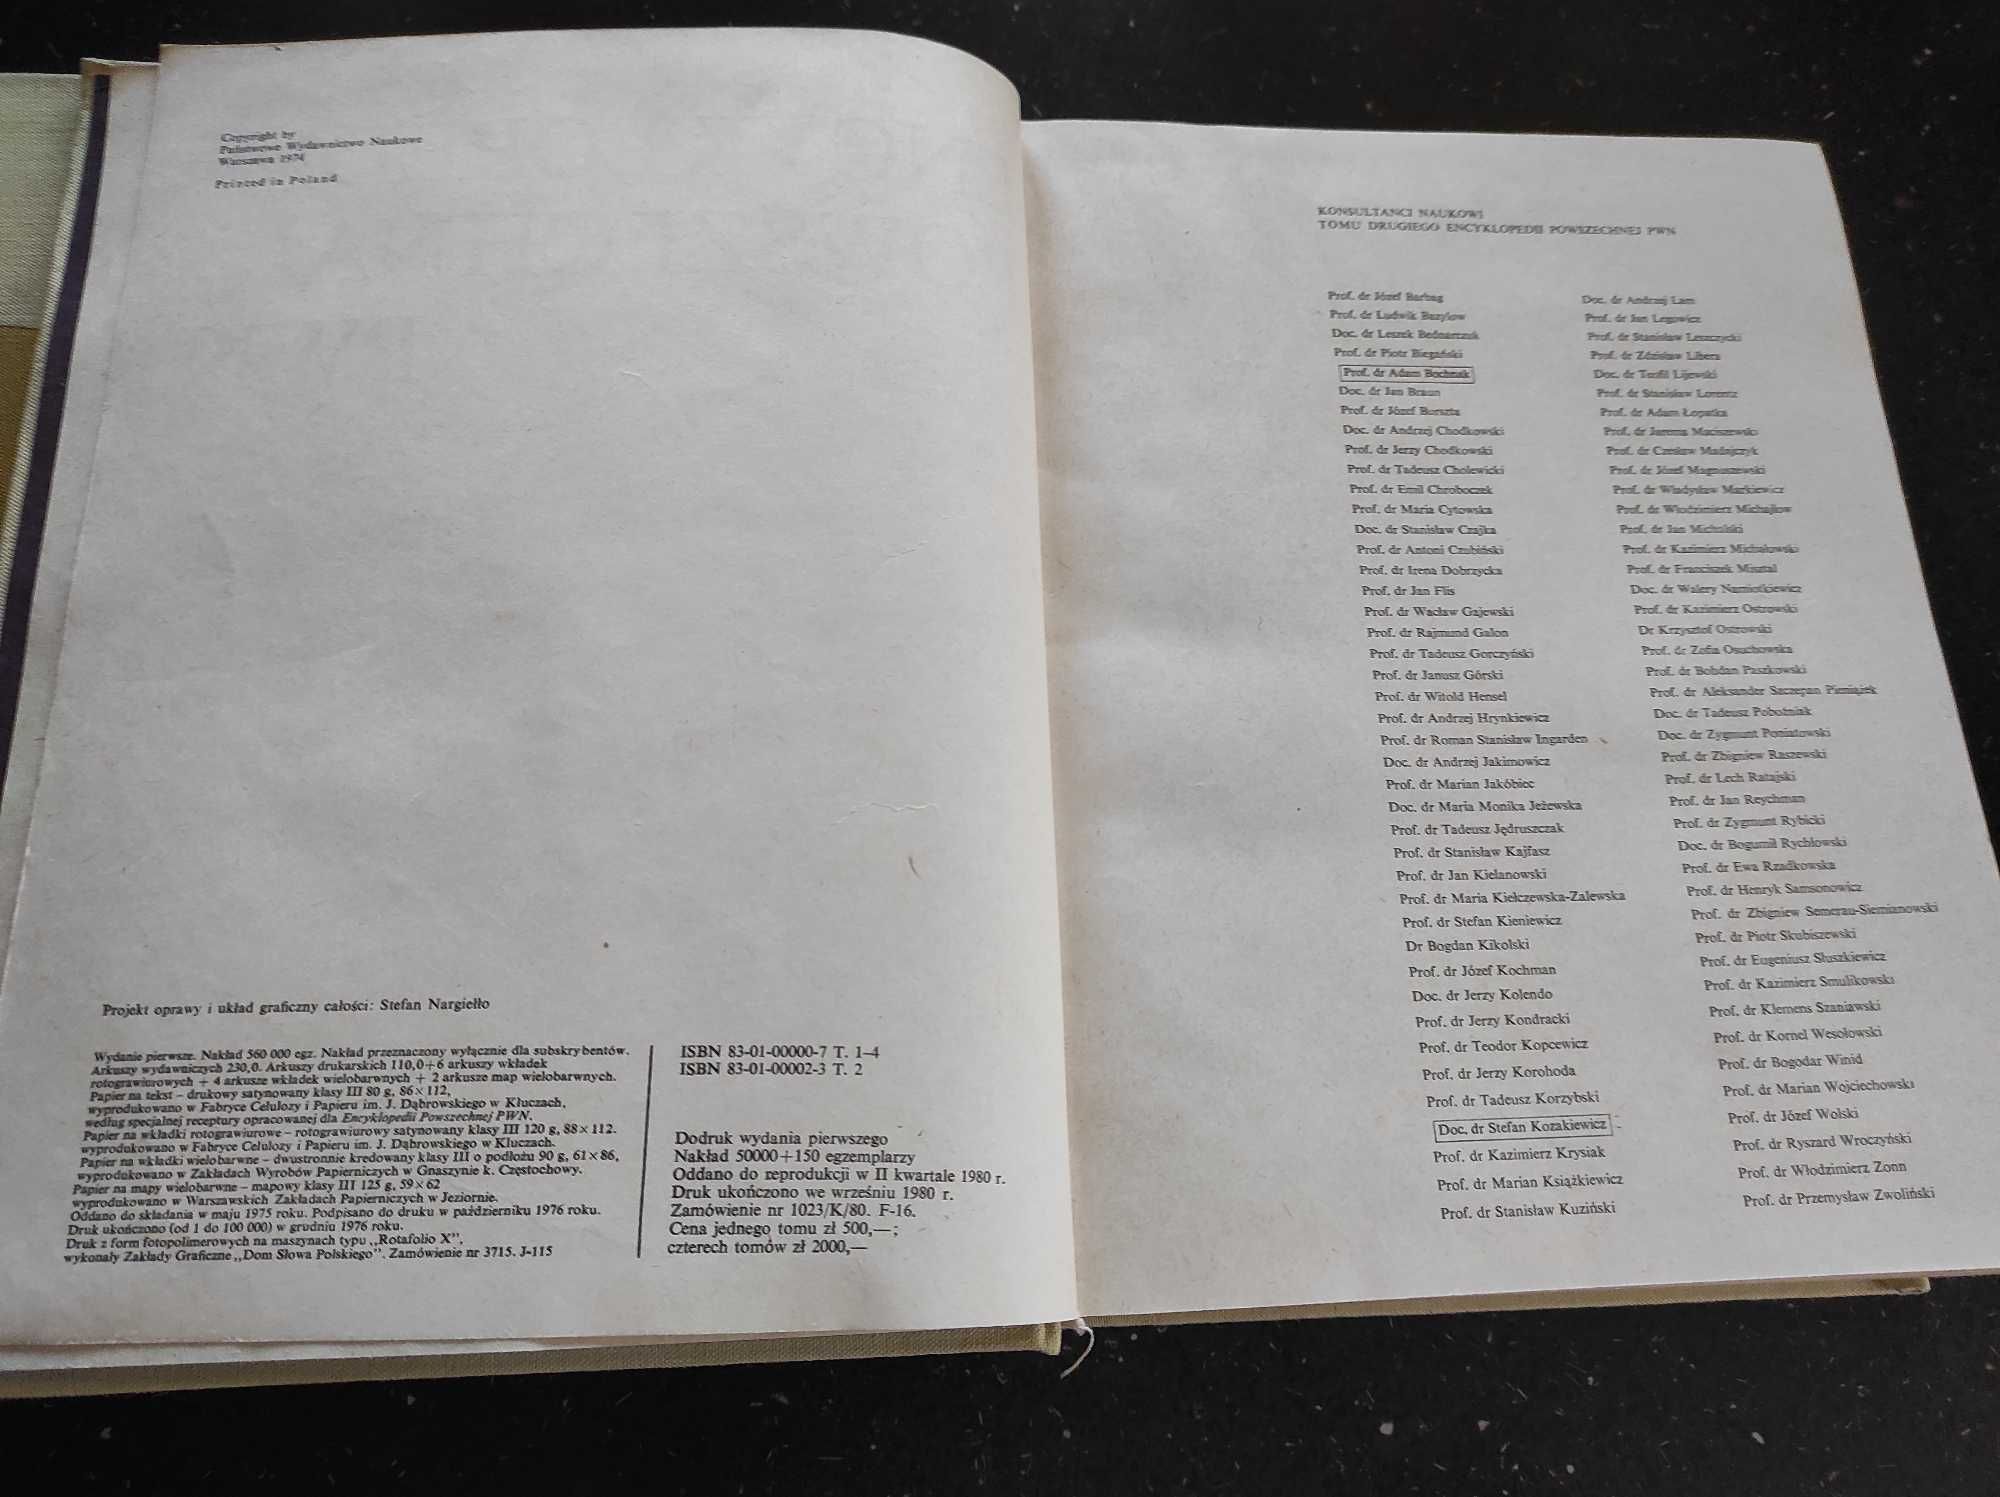 Copyright by
Państwowe Wydawnictwo Naukowe
Warszawa 1974
Printed in Poland
Projekt oprawy i układ graficzny całości: Stefan Nargiełło
Wydanie pierwsze. Nakład 560 000 egz. Nakład przeznaczony wyłącznie dla subskrybentów.
Arkuszy wydawniczych 230,0. Arkuszy drukarskich 110,0+6 arkuszy wkładek
rotograwiurowych + 4 arkusze wkładek wielobarwnych + 2 arkusze map wielobarwnych.
Papier na tekst – drukowy satynowany klasy III 80 g, 86×112,
wyprodukowano w Fabryce Celulozy i Papieru im. J. Dąbrowskiego w Kluczach,
według specjalnej receptury opracowanej dla Encyklopedii Powszechnej PWN.
Papier na wkładki rotograwiurowe – rotograwiurowy satynowany klasy III 120 g, 88×112.
wyprodukowano w Fabryce Celulozy i Papieru im. J. Dąbrowskiego w Kluczach.
Papier na wkładki wielobarwne – dwustronnie kredowany klasy III o podłożu 90 g, 61×86,
wyprodukowano w Zakładach Wyrobów Papierniczych w Gnaszynie k. Częstochowy.
Papier na mapy wielobarwne – mapowy klasy III 125 g, 59×62
wyprodukowano w Warszawskich Zakładach Papierniczych w Jeziornie.
Oddano do składania w maju 1975 roku. Podpisano do druku w październiku 1976 roku.
Druk ukończono (od 1 do 100 000) w grudniu 1976 roku.
Druk z form fotopolimerowych na maszynach typu „Rotafolio X",
wykonały Zakłady Graficzne „Dom Słowa Polskiego". Zamówienie nr 3715. J-115
ISBN 83-01-00000-7 T. 1–4
ISBN 83-01-00002-3 T. 2
Dodruk wydania pierwszego
Nakład 50000+150 egzemplarzy
Oddano do reprodukcji w II kwartale 1980 r.
Druk ukończono we wrześniu 1980 r.
Zamówienie nr 1023/K/80. F-16.
Cena jednego tomu zł 500,—;
czterech tomów zł 2000,—
KONSULTANCI NAUKOWI
TOMU DRUGIEGO ENCYKLOPEDII POWSZECHNEJ PWN
Prof. dr Józef Barbag
Prof. dr Ludwik Bazylow
Doc. dr Leszek Bednarczuk
Prof. dr Piotr Biegański
Prof. dr Adam Bochnak
Doc. dr Jan Braun
Prof. dr Józef Burszta
Doc. dr Andrzej Chodkowski
Prof. dr Jerzy Chodkowski
Prof. dr Tadeusz Cholewicki
Prof. dr Emil Chroboczek
Prof. dr Maria Cytowska
Doc. dr Stanisław Czajka
Prof. dr Antoni Czubiński
Prof. dr Irena Dobrzycka
Prof. dr Jan Flis
Prof. dr Wacław Gajewski
Prof. dr Rajmund Galon
Prof. dr Tadeusz Gorczyński
Prof. dr Janusz Górski
Prof. dr Witold Hensel
Prof. dr Andrzej Hrynkiewicz
Prof. dr Roman Stanisław Ingarden
Doc. dr Andrzej Jakimowicz
Prof. dr Marian Jakóbiec
Doc. dr Maria Monika Jeżewska
Prof. dr Tadeusz Jędruszczak
Prof. dr Stanisław Kajfasz
Prof. dr Jan Kielanowski
Prof. dr Maria Kiełczewska-Zalewska
Prof. dr Stefan Kieniewicz
Dr Bogdan Kikolski
Prof. dr Józef Kochman
Doc. dr Jerzy Kolendo
Prof. dr Jerzy Kondracki
Prof. dr Teodor Kopcewicz
Prof. dr Jerzy Korohoda
Prof. dr Tadeusz Korzybski
Doc. dr Stefan Kozakiewicz
Prof. dr Kazimierz Krysiak
Prof. dr Marian Książkiewicz
Prof. dr Stanisław Kuziński
Doc. dr Andrzej Lam
Prof. dr Jan Legowicz
Prof. dr Stanisław Leszczycki
Prof. dr Zdzisław Libera
Doc. dr Teofil Lijewski
Prof. dr Stanisław Lorentz
Prof. dr Adam Łopatka
Prof. dr Jarema Maciszewski
Prof. dr Czesław Madajczyk
Prof. dr Józef Magnuszewski
Prof. dr Władysław Markiewicz
Prof. dr Włodzimierz Michajłow
Prof. dr Jan Michalski
Prof. dr Kazimierz Michałowski
Prof. dr Franciszek Misztal
Doc. dr Walery Namiotkiewicz
Prof. dr Kazimierz Ostrowski
Dr Krzysztof Ostrowski
Prof. dr Zofia Osuchowska
Prof. dr Bohdan Paszkowski
Prof. dr Aleksander Szczepan Pieniążek
Doc. dr Tadeusz Pobożniak
Doc. dr Zygmunt Poniatowski
Prof. dr Zbigniew Raszewski
Prof. dr Lech Ratajski
Prof. dr Jan Reychman
Prof. dr Zygmunt Rybicki
Doc. dr Bogumił Rychłowski
Prof. dr Ewa Rzadkowska
Prof. dr Henryk Samsonowicz
Prof. dr Zbigniew Semerau-Siemianowski
Prof. dr Piotr Skubiszewski
Prof. dr Eugeniusz Słuszkiewicz
Prof. dr Kazimierz Smulikowski
Prof. dr Klemens Szaniawski
Prof. dr Kornel Wesołowski
Prof. dr Bogodar Winid
Prof. dr Marian Wojciechowski
Prof. dr Józef Wolski
Prof. dr Ryszard Wroczyński
Prof. dr Włodzimierz Zonn
Prof. dr Przemysław Zwoliński